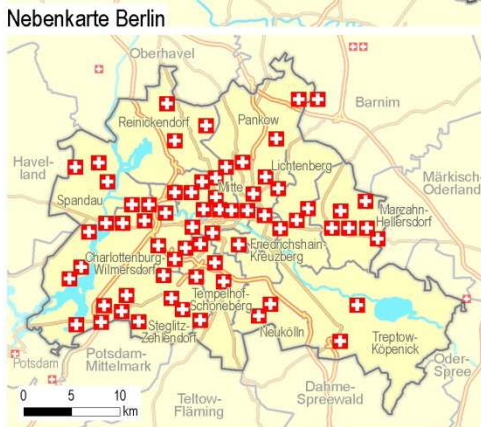 Nebenkarte Berlin
Oberhavel
Barnim
Reinickendorf
Pankow
Havel-
land
Lichtenberg
Märkisch-
Oderland
Mitte
Spandau
Marzahn-
Hellersdorf
Friedrichshain-
Kreuzberg
Charlottenburg-
Wilmersdorf
Tempelhof-
Schöneberg
Steglitz-
Zehlendorf
Neukölln
Treptow-
Köpenick
Oder-
Spree
Potsdam
Potsdam-
Mittelmark
Dahme-
Spreewald
Teltow-
Fläming
0 5 10
km